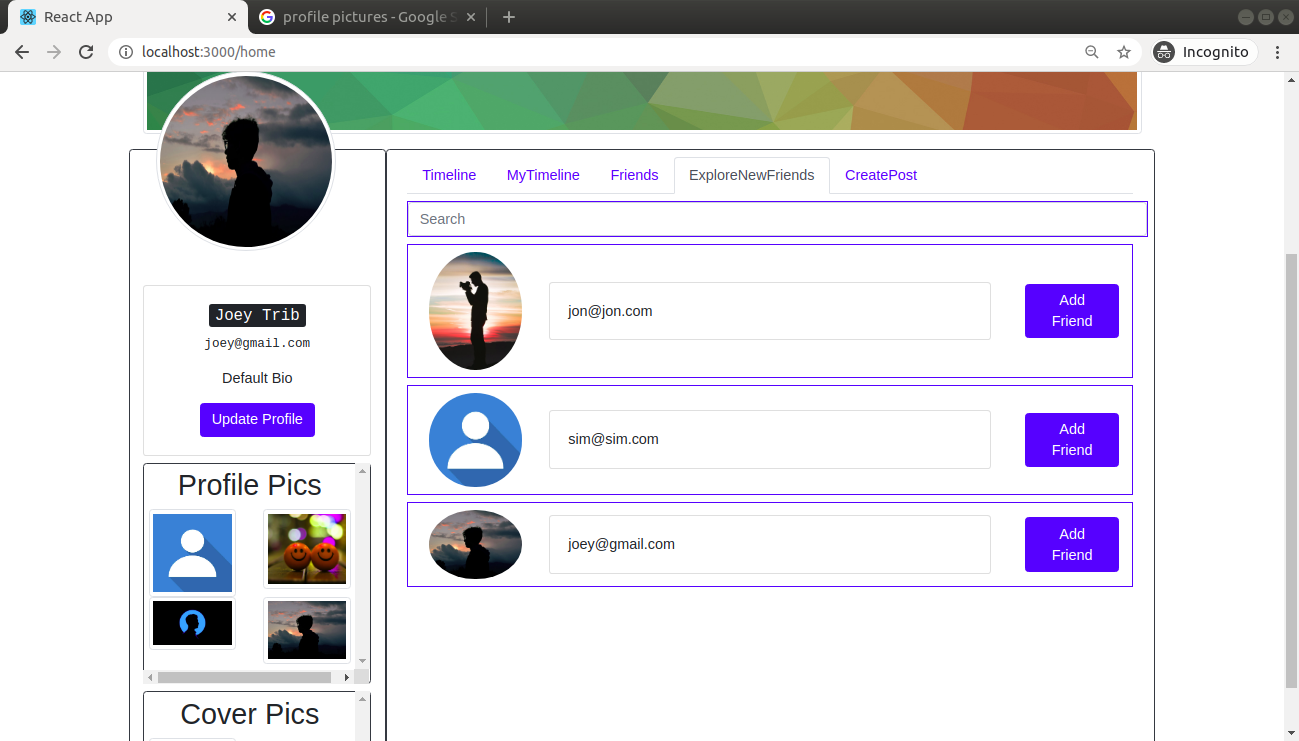 React App
profile pictures - Google S
localhost:3000/home
Incognito
Timeline
MyTimeline
Friends
ExploreNewFriends
CreatePost
Search
jon@jon.com
Add
Friend
Joey Trib
joey@gmail.com
Default Bio
Update Profile
sim@sim.com
Add
Friend
Profile Pics
joey@gmail.com
Add
Friend
Cover Pics